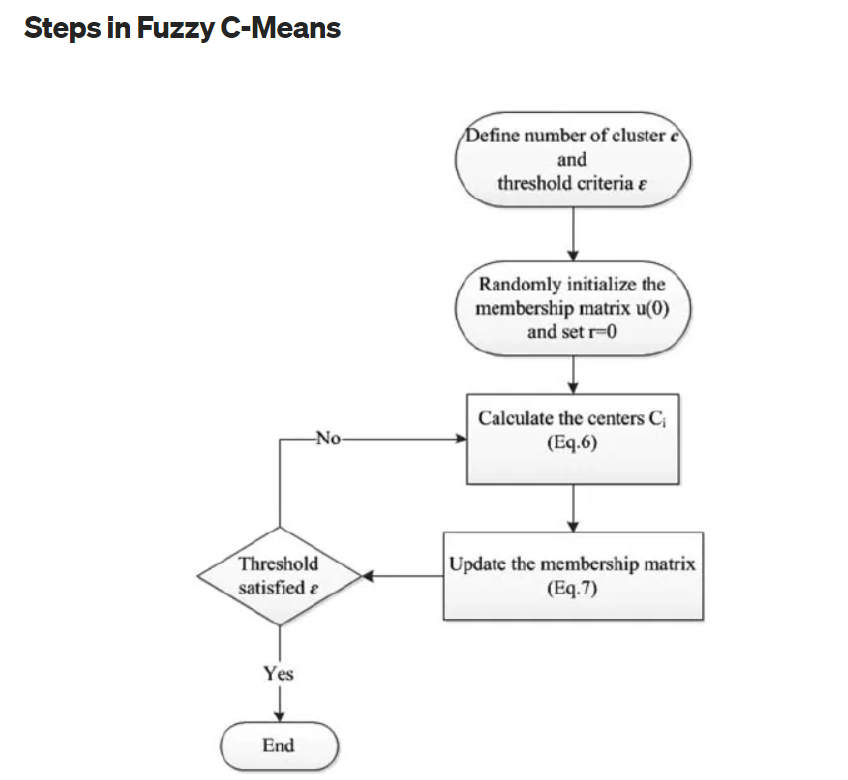 Steps in Fuzzy C-Means
Define number of cluster c
and
threshold criteria ε
Randomly initialize the
membership matrix u(0)
and set r=0
Calculate the centers Ci
(Eq.6)
No
Update the membership matrix
(Eq.7)
Threshold
satisfied ε
Yes
End